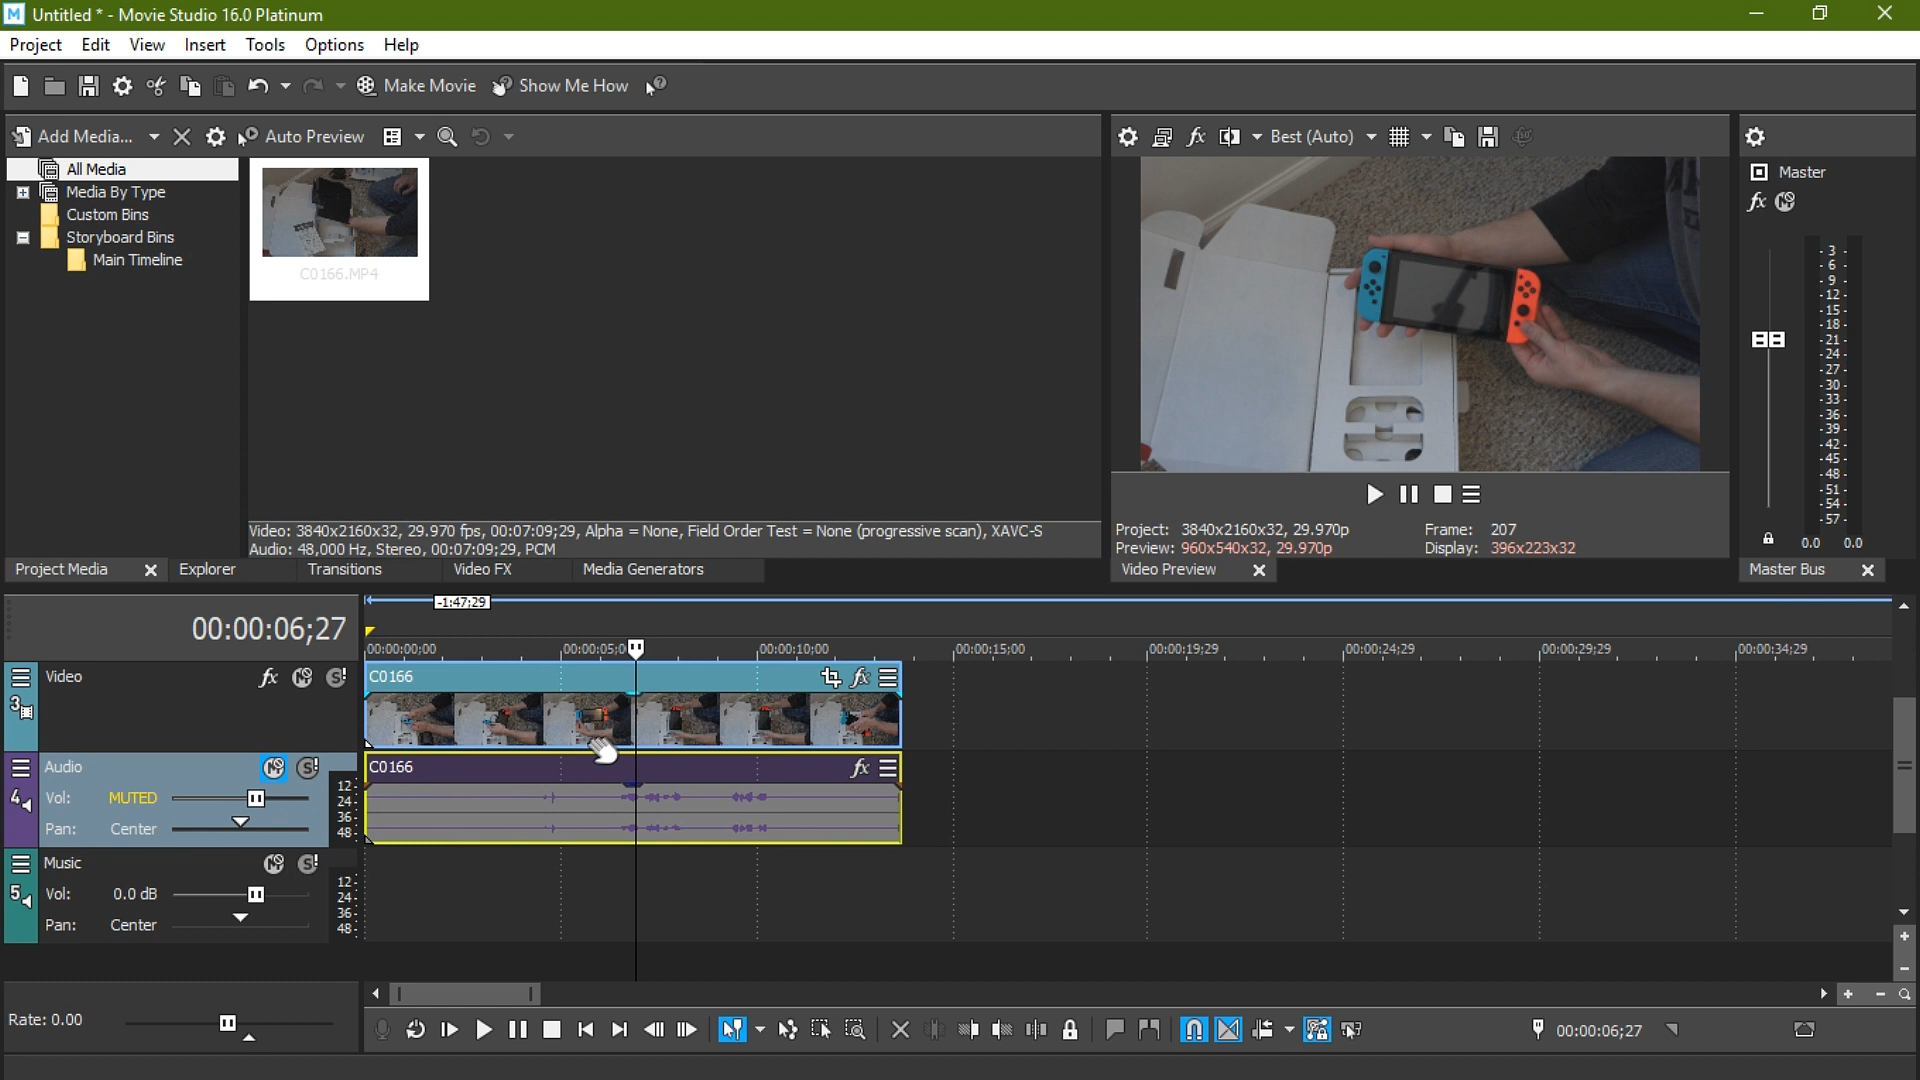 Untitled * - Movie Studio 16.0 Platinum
Project Edit View Insert Tools Options Help
Make Movie Show Me How
Add Media... Auto Preview
All Media
Media By Type
Custom Bins
Storyboard Bins
Main Timeline
C0166.MP4
Video: 3840x2160x32, 29.970 fps, 00:07:09;29, Alpha = None, Field Order Test = None (progressive scan), XAVC-S
Audio: 48,000 Hz, Stereo, 00:07:09;29, PCM
Project Media Explorer Transitions Video FX Media Generators
fx Best (Auto)
Project: 3840x2160x32, 29.970p Frame: 207
Preview: 960x540x32, 29.970p Display: 396x223x32
Video Preview
Master
fx
-3-
-6-
-9-
-12-
-15-
-18-
-21-
-24-
-27-
-30-
-33-
-36-
-39-
-42-
-45-
-48-
-51-
-54-
-57-
0.0 0.0
Master Bus
-1:47:29
00:00:06;27
00:00:00;00 00:00:05;0 00:00:10;00 00:00:15;00 00:00:19;29 00:00:24;29 00:00:29;29 00:00:34;29
3 Video fx
C0166 fx
4 Audio
Vol: MUTED
Pan: Center
12-
24-
36-
48-
C0166 fx
5 Music
Vol: 0.0 dB
Pan: Center
12-
24-
36-
48-
Rate: 0.00
00:00:06;27